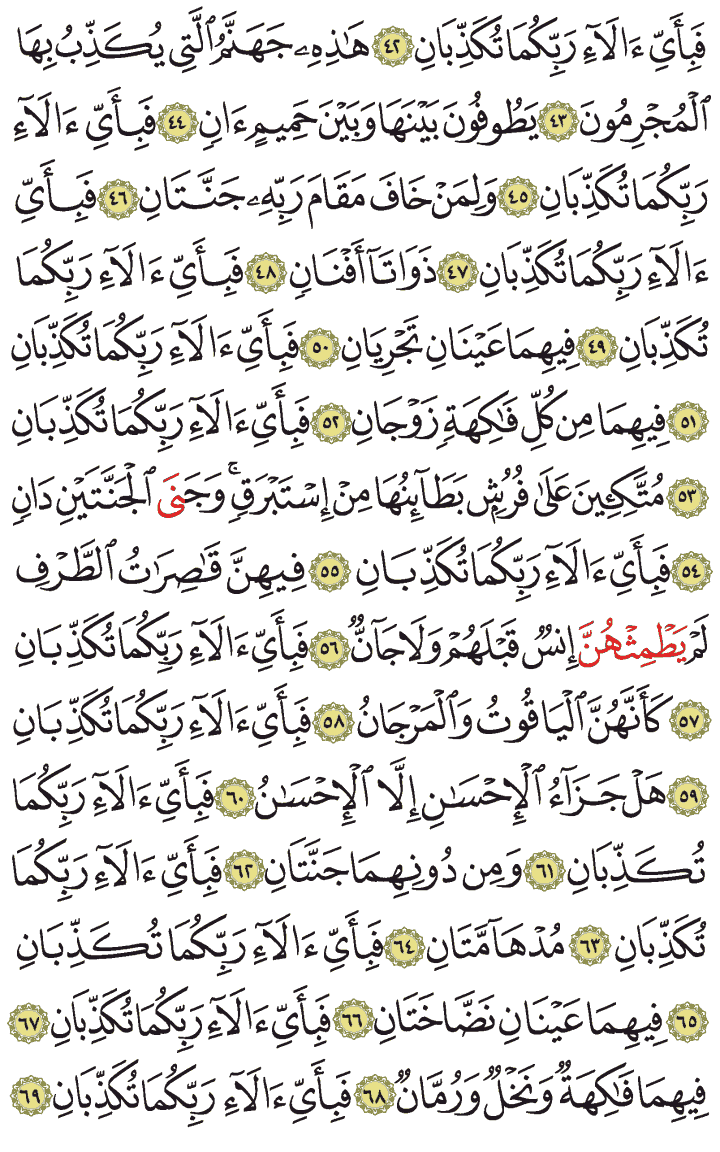 فَبِأَيِّ ءَالَآءِ رَبِّكُمَا تُكَذِّبَانِ ٤٢ هَٰذِهِۦ جَهَنَّمُ ٱلَّتِي يُكَذِّبُ بِهَا
ٱلْمُجْرِمُونَ ٤٣ يَطُوفُونَ بَيْنَهَا وَبَيْنَ حَمِيمٍ ءَانٍ ٤٤ فَبِأَيِّ ءَالَآءِ
رَبِّكُمَا تُكَذِّبَانِ ٤٥ وَلِمَنْ خَافَ مَقَامَ رَبِّهِۦ جَنَّتَانِ ٤٦ فَبِأَيِّ
ءَالَآءِ رَبِّكُمَا تُكَذِّبَانِ ٤٧ ذَوَاتَآ أَفْنَانٍ ٤٨ فَبِأَيِّ ءَالَآءِ رَبِّكُمَا
تُكَذِّبَانِ ٤٩ فِيهِمَا عَيْنَانِ تَجْرِيَانِ ٥٠ فَبِأَيِّ ءَالَآءِ رَبِّكُمَا تُكَذِّبَانِ
٥١ فِيهِمَا مِن كُلِّ فَٰكِهَةٍ زَوْجَانِ ٥٢ فَبِأَيِّ ءَالَآءِ رَبِّكُمَا تُكَذِّبَانِ
٥٣ مُتَّكِـِٔينَ عَلَىٰ فُرُشٍۭ بَطَآئِنُهَا مِنْ إِسْتَبْرَقٍۚ وَجَنَى ٱلْجَنَّتَيْنِ دَانٍ
٥٤ فَبِأَيِّ ءَالَآءِ رَبِّكُمَا تُكَذِّبَانِ ٥٥ فِيهِنَّ قَٰصِرَٰتُ ٱلطَّرْفِ
لَمْ يَطْمِثْهُنَّ إِنسٌ قَبْلَهُمْ وَلَا جَآنٌّ ٥٦ فَبِأَيِّ ءَالَآءِ رَبِّكُمَا تُكَذِّبَانِ
٥٧ كَأَنَّهُنَّ ٱلْيَاقُوتُ وَٱلْمَرْجَانُ ٥٨ فَبِأَيِّ ءَالَآءِ رَبِّكُمَا تُكَذِّبَانِ
٥٩ هَلْ جَزَآءُ ٱلْإِحْسَٰنِ إِلَّا ٱلْإِحْسَٰنُ ٦٠ فَبِأَيِّ ءَالَآءِ رَبِّكُمَا
تُكَذِّبَانِ ٦١ وَمِن دُونِهِمَا جَنَّتَانِ ٦٢ فَبِأَيِّ ءَالَآءِ رَبِّكُمَا
تُكَذِّبَانِ ٦٣ مُدْهَآمَّتَانِ ٦٤ فَبِأَيِّ ءَالَآءِ رَبِّكُمَا تُكَذِّبَانِ
٦٥ فِيهِمَا عَيْنَانِ نَضَّاخَتَانِ ٦٦ فَبِأَيِّ ءَالَآءِ رَبِّكُمَا تُكَذِّبَانِ ٦٧
فِيهِمَا فَٰكِهَةٌ وَنَخْلٌ وَرُمَّانٌ ٦٨ فَبِأَيِّ ءَالَآءِ رَبِّكُمَا تُكَذِّبَانِ ٦٩